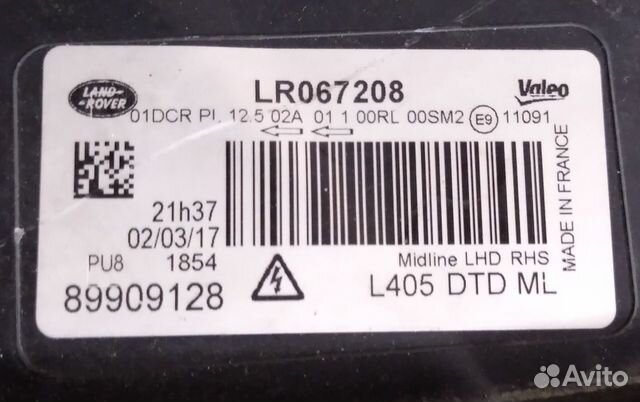 LAND-
ROVER
LR067208
Valeo
01DCR PL 12.5 02A 01 1 00RL 00SM2 E9 11091
21h37
02/03/17
PU8 1854
89909128
Midline LHD RHS
L405 DTD ML
MADE IN FRANCE
Avito